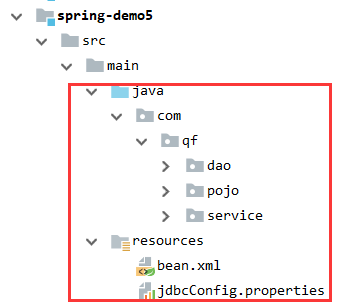 spring-demo5
src
main
java
com
qf
dao
pojo
service
resources
bean.xml
jdbcConfig.properties